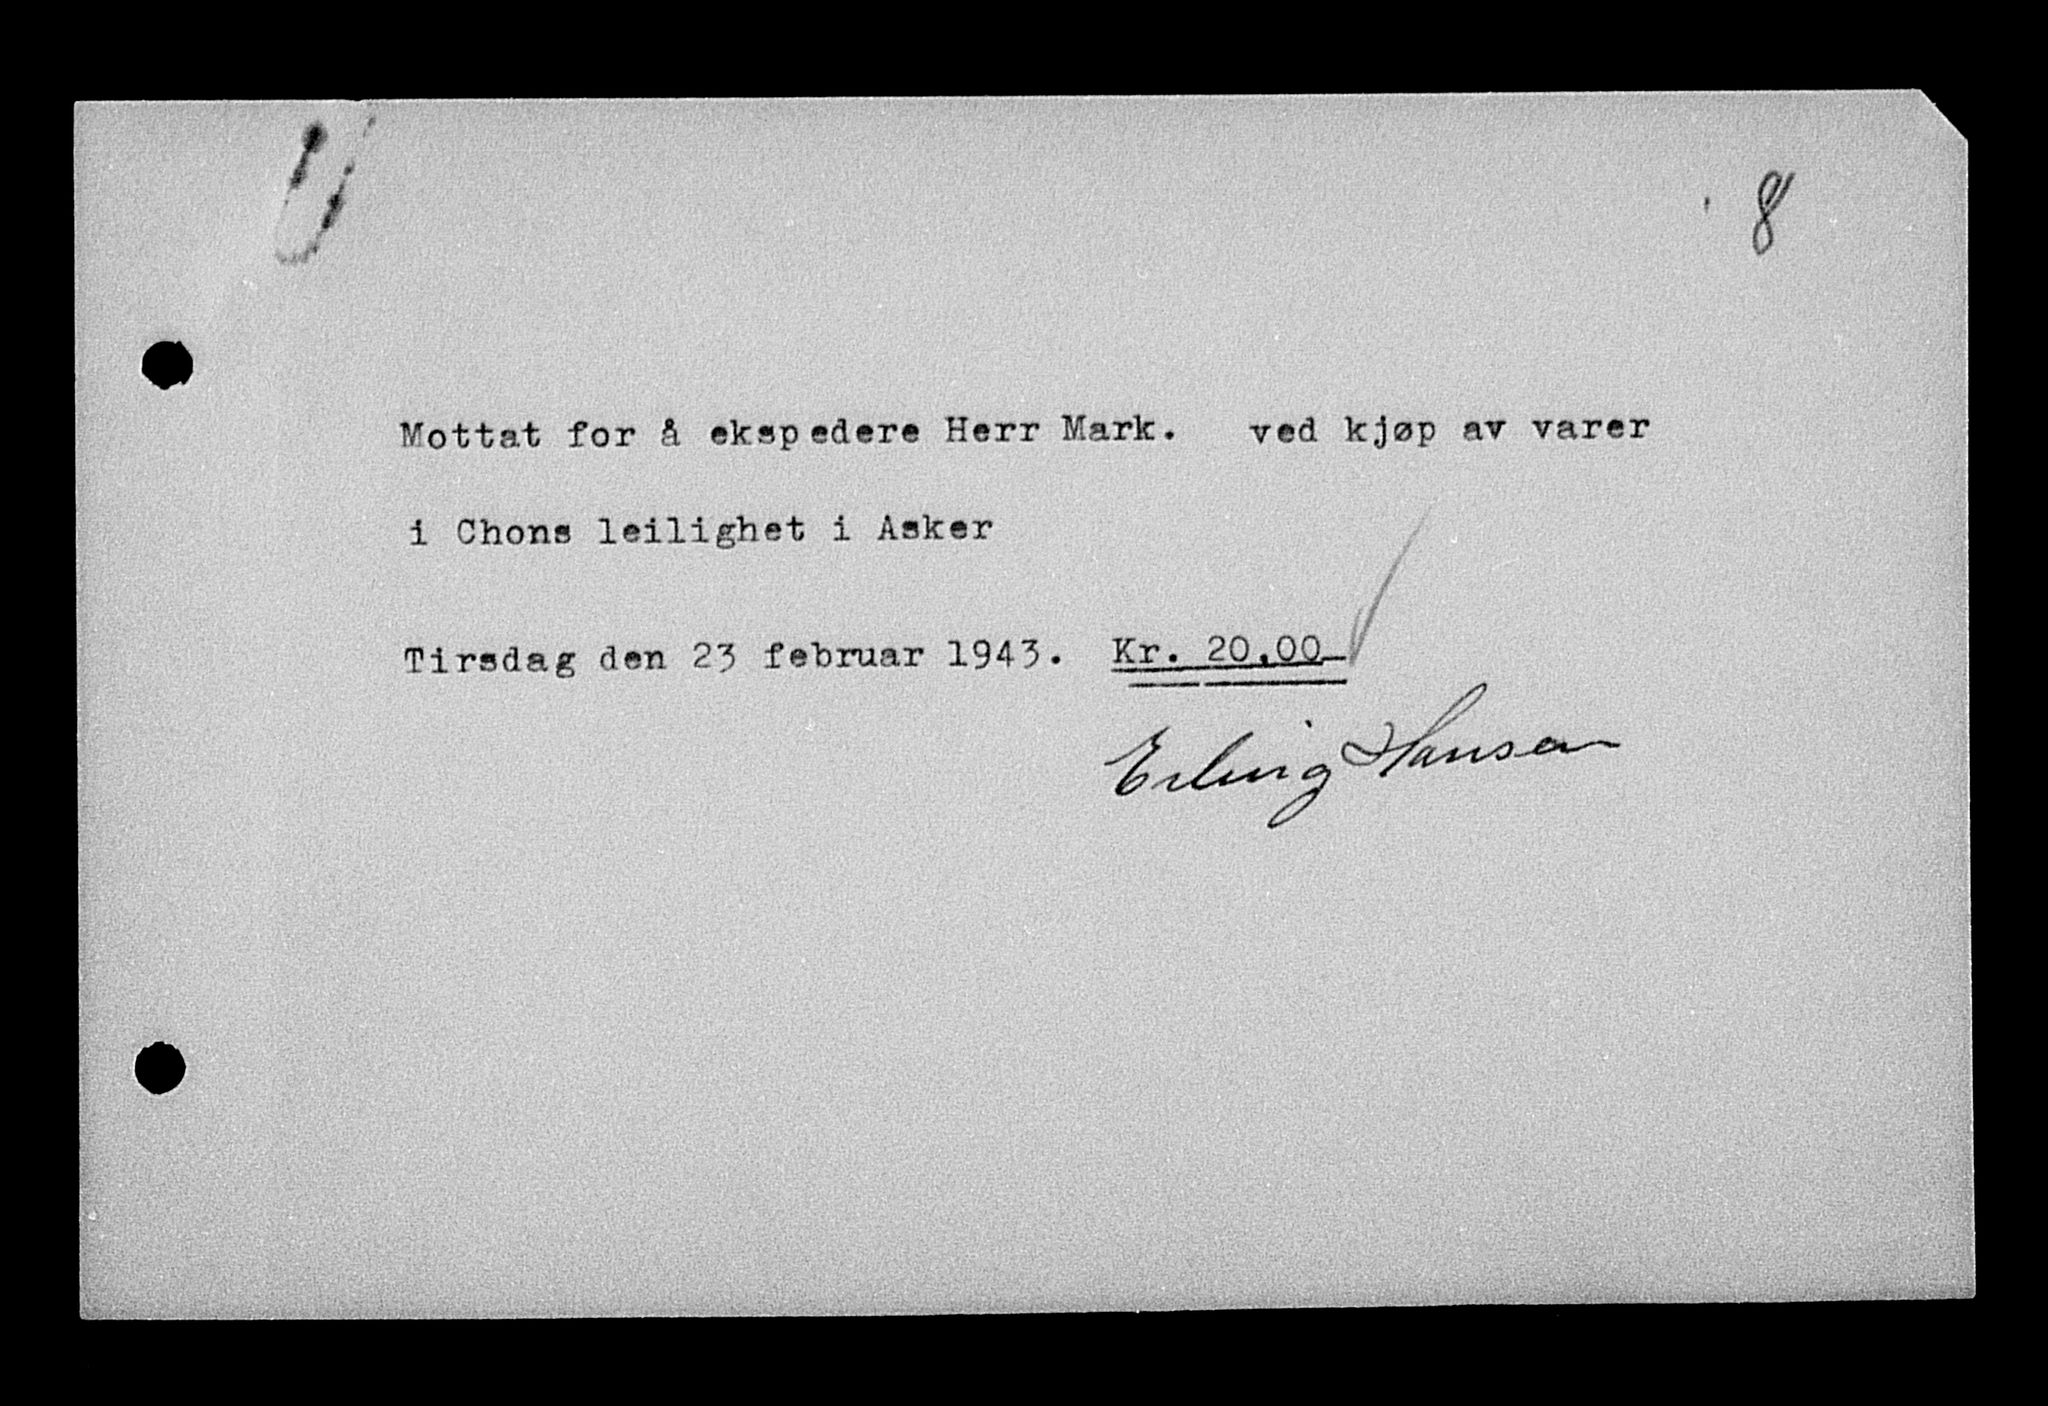 8
Mottat for å ekspedere Herr Mark. ved kjøp av varer
i Chons leilighet i Asker
Tirsdag den 23 februar 1943. Kr. 20.00
Erling Hansen